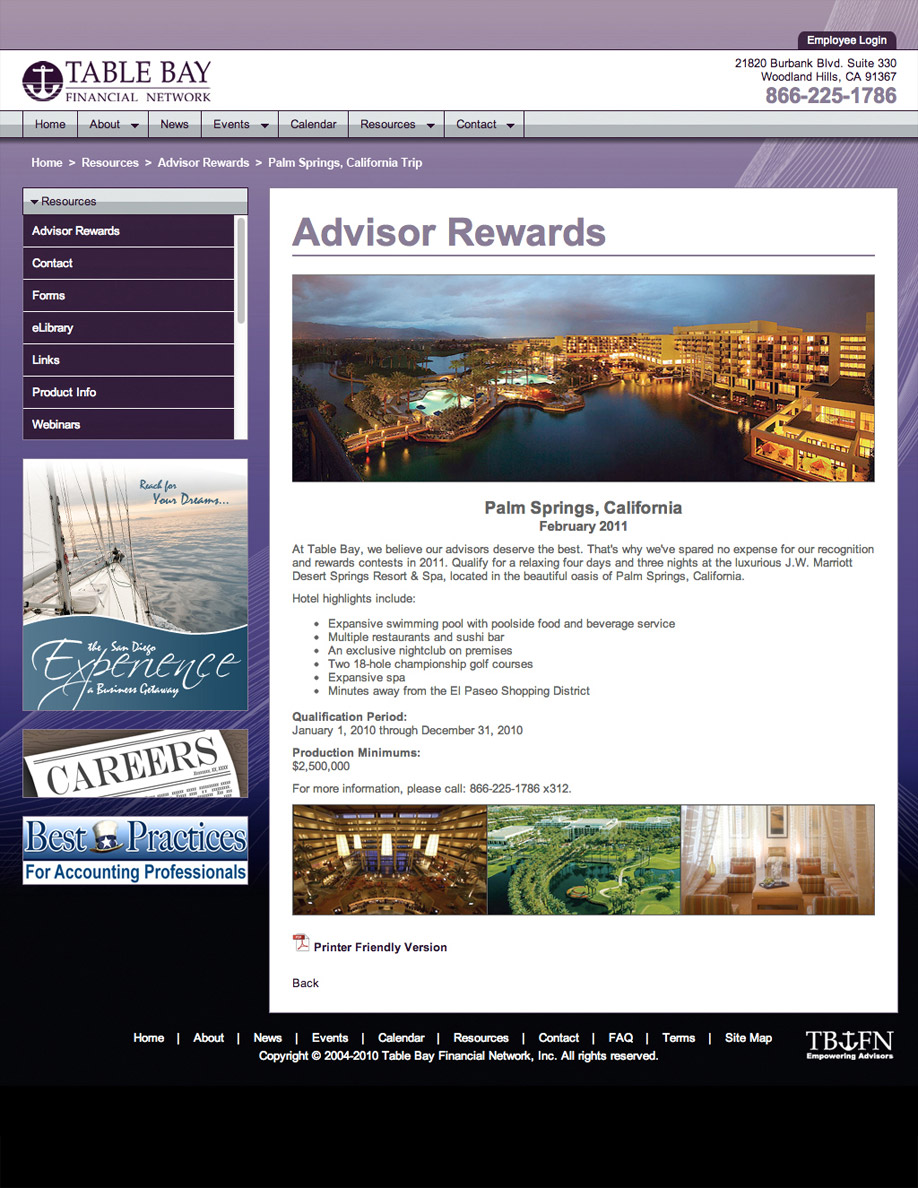 Employee Login
TABLE BAY
FINANCIAL NETWORK
21820 Burbank Blvd. Suite 330
Woodland Hills, CA 91367
866-225-1786
Home About News Events Calendar Resources Contact
Home > Resources > Advisor Rewards > Palm Springs, California Trip
Resources
Advisor Rewards
Contact
Forms
eLibrary
Links
Product Info
Webinars
Reach for
Your Dreams...
the San Diego
Experience
a Business Getaway
CAREERS
Best Practices
For Accounting Professionals
Advisor Rewards
Palm Springs, California
February 2011
At Table Bay, we believe our advisors deserve the best. That's why we've spared no expense for our recognition
and rewards contests in 2011. Qualify for a relaxing four days and three nights at the luxurious J.W. Marriott
Desert Springs Resort & Spa, located in the beautiful oasis of Palm Springs, California.
Hotel highlights include:
• Expansive swimming pool with poolside food and beverage service
• Multiple restaurants and sushi bar
• An exclusive nightclub on premises
• Two 18-hole championship golf courses
• Expansive spa
• Minutes away from the El Paseo Shopping District
Qualification Period:
January 1, 2010 through December 31, 2010
Production Minimums:
$2,500,000
For more information, please call: 866-225-1786 x312.
Printer Friendly Version
Back
Home | About | News | Events | Calendar | Resources | Contact | FAQ | Terms | Site Map
Copyright © 2004-2010 Table Bay Financial Network, Inc. All rights reserved.
TBFN
Empowering Advisors